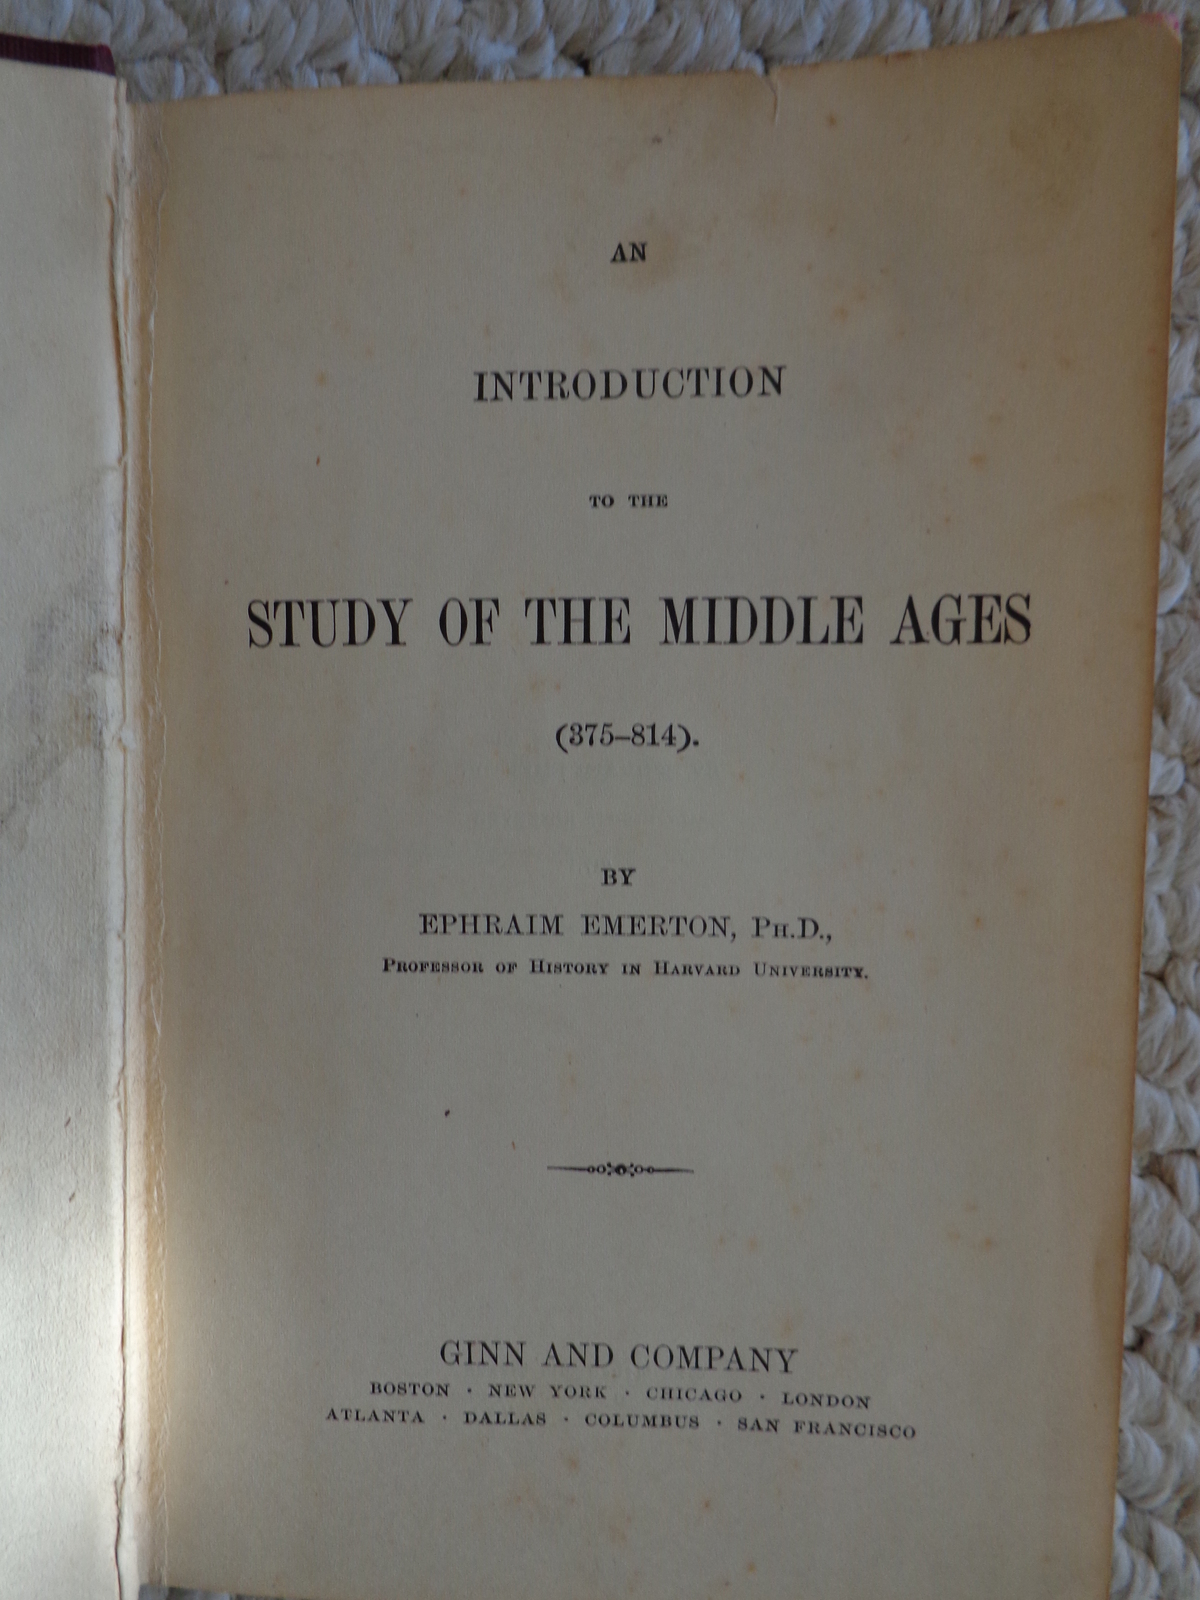 AN
INTRODUCTION
TO THE
STUDY OF THE MIDDLE AGES
(375–814).
BY
EPHRAIM EMERTON, PH.D.,
PROFESSOR OF HISTORY IN HARVARD UNIVERSITY.
GINN AND COMPANY
BOSTON · NEW YORK · CHICAGO · LONDON
ATLANTA · DALLAS · COLUMBUS · SAN FRANCISCO